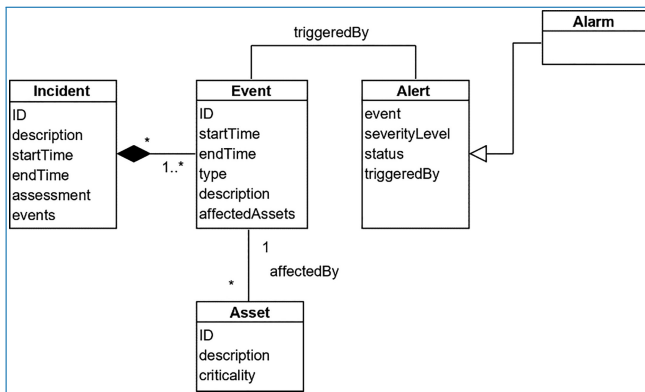 triggeredBy
Alarm
Incident
ID
description
startTime
endTime
assessment
events
*
1..*
Event
ID
startTime
endTime
type
description
affectedAssets
Alert
event
severityLevel
status
triggeredBy
1
affectedBy
*
Asset
ID
description
criticality